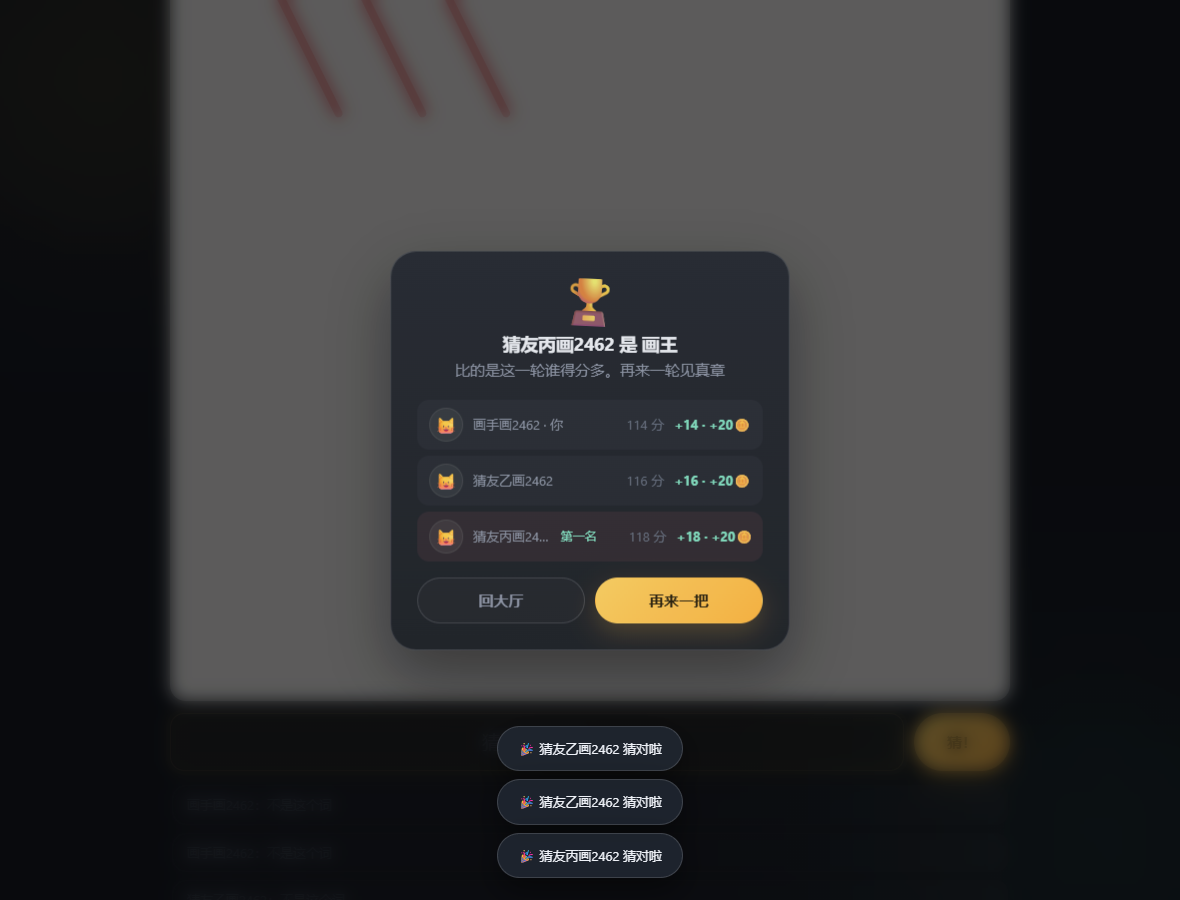 猜友丙画2462 是 画王
比的是这一轮谁得分多。再来一轮见真章
画手画2462 · 你 114 分 +14 · +20
猜友乙画2462 116 分 +16 · +20
猜友丙画24... 第一名 118 分 +18 · +20
回大厅 再来一把
猜友乙画2462 猜对啦
猜友乙画2462 猜对啦
猜友丙画2462 猜对啦